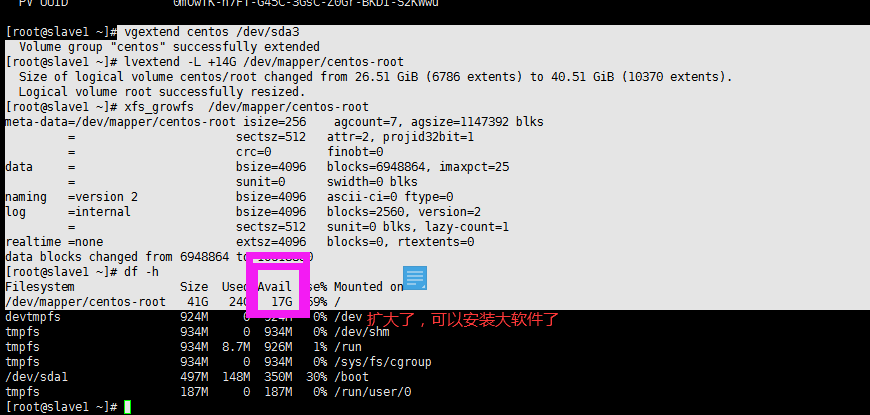 PV UUID 0mUwTK-h7FT-G45C-3GsC-Z0Gr-BKDI-S2Kwwd
[root@slave1 ~]# vgextend centos /dev/sda3
Volume group "centos" successfully extended
[root@slave1 ~]# lvextend -L +14G /dev/mapper/centos-root
Size of logical volume centos/root changed from 26.51 GiB (6786 extents) to 40.51 GiB (10370 extents).
Logical volume root successfully resized.
[root@slave1 ~]# xfs_growfs /dev/mapper/centos-root
meta-data=/dev/mapper/centos-root isize=256 agcount=7, agsize=1147392 blks
= sectsz=512 attr=2, projid32bit=1
= crc=0 finobt=0
data = bsize=4096 blocks=6948864, imaxpct=25
= sunit=0 swidth=0 blks
naming =version 2 bsize=4096 ascii-ci=0 ftype=0
log =internal bsize=4096 blocks=2560, version=2
= sectsz=512 sunit=0 blks, lazy-count=1
realtime =none extsz=4096 blocks=0, rtextents=0
data blocks changed from 6948864 to
[root@slave1 ~]# df -h
Filesystem Size Used Avail se% Mounted on
/dev/mapper/centos-root 41G 24G 17G 59% /
devtmpfs 924M 0 924M 0% /dev
扩大了，可以安装大软件了
tmpfs 934M 0 934M 0% /dev/shm
tmpfs 934M 8.7M 926M 1% /run
tmpfs 934M 0 934M 0% /sys/fs/cgroup
/dev/sda1 497M 148M 350M 30% /boot
tmpfs 187M 0 187M 0% /run/user/0
[root@slave1 ~]#